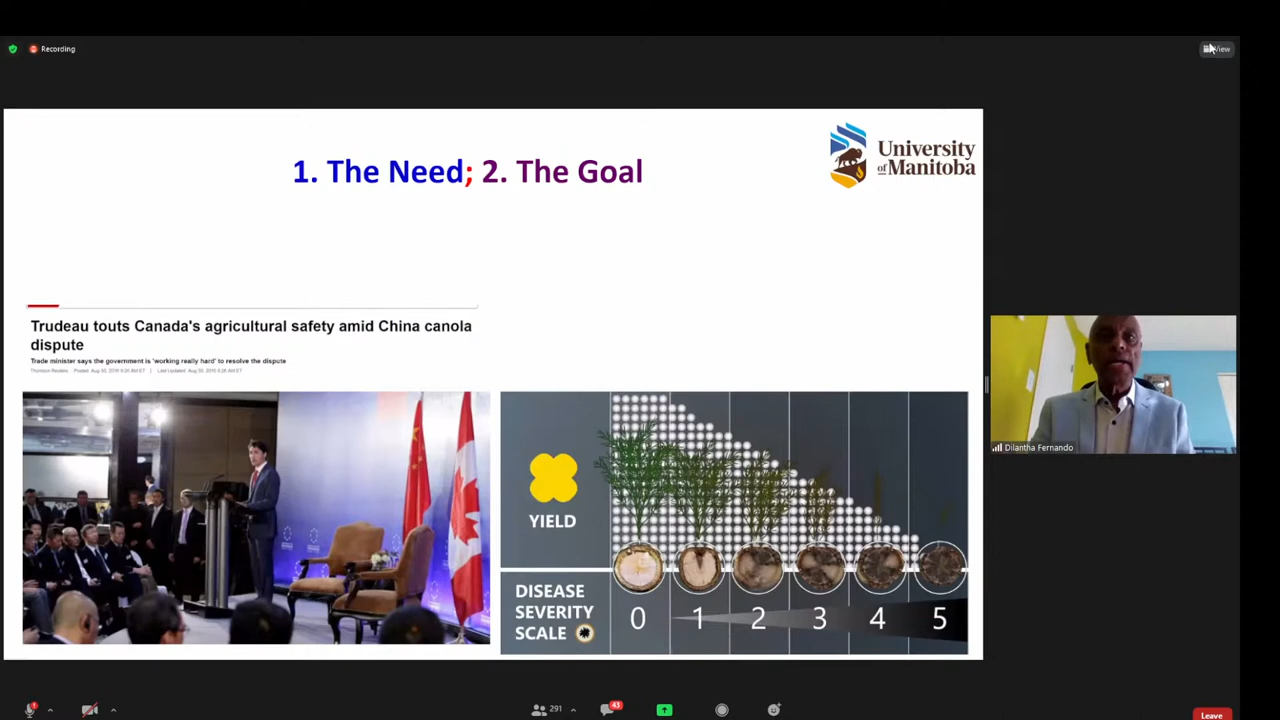 Recording
View
1. The Need; 2. The Goal
University
of Manitoba
Trudeau touts Canada's agricultural safety amid China canola
dispute
Trade minister says the government is 'working really hard' to resolve the dispute
YIELD
DISEASE
SEVERITY
SCALE
0 1 2 3 4 5
Dilantha Fernando
291
43
Leave